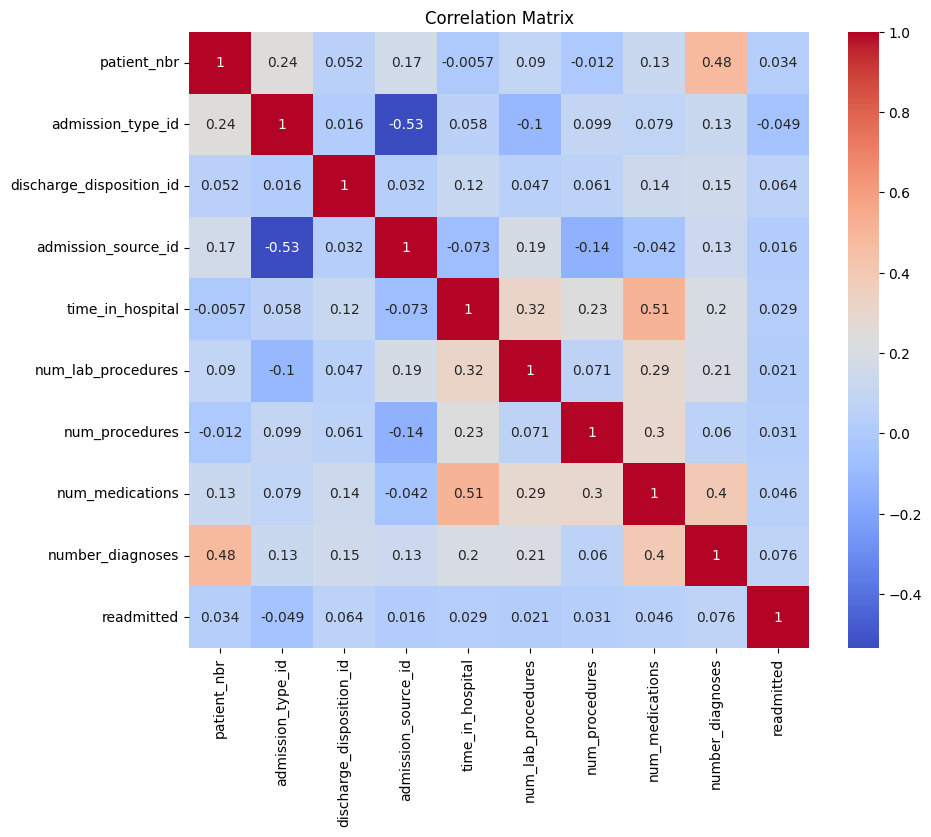 Correlation Matrix
patient_nbr 1 0.24 0.052 0.17 -0.0057 0.09 -0.012 0.13 0.48 0.034
admission_type_id 0.24 1 0.016 -0.53 0.058 -0.1 0.099 0.079 0.13 -0.049
discharge_disposition_id 0.052 0.016 1 0.032 0.12 0.047 0.061 0.14 0.15 0.064
admission_source_id 0.17 -0.53 0.032 1 -0.073 0.19 -0.14 -0.042 0.13 0.016
time_in_hospital -0.0057 0.058 0.12 -0.073 1 0.32 0.23 0.51 0.2 0.029
num_lab_procedures 0.09 -0.1 0.047 0.19 0.32 1 0.071 0.29 0.21 0.021
num_procedures -0.012 0.099 0.061 -0.14 0.23 0.071 1 0.3 0.06 0.031
num_medications 0.13 0.079 0.14 -0.042 0.51 0.29 0.3 1 0.4 0.046
number_diagnoses 0.48 0.13 0.15 0.13 0.2 0.21 0.06 0.4 1 0.076
readmitted 0.034 -0.049 0.064 0.016 0.029 0.021 0.031 0.046 0.076 1
patient_nbr
admission_type_id
discharge_disposition_id
admission_source_id
time_in_hospital
num_lab_procedures
num_procedures
num_medications
number_diagnoses
readmitted
1.0
0.8
0.6
0.4
0.2
0.0
−0.2
−0.4